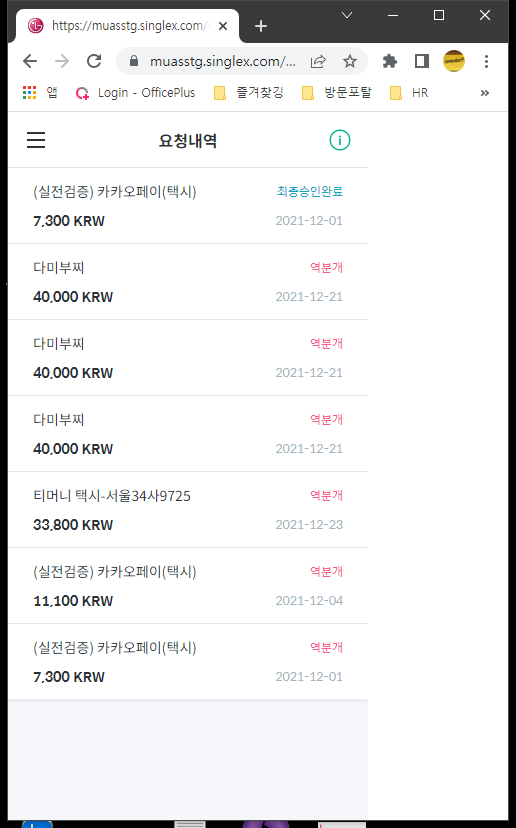 https://muasstg.singlex.com/
muasstg.singlex.com/...
앱
Login - OfficePlus
즐겨찾깅
방문포탈
HR
요청내역
(실전검증) 카카오페이(택시) 최종승인완료
7,300 KRW 2021-12-01
다미부찌 역분개
40,000 KRW 2021-12-21
다미부찌 역분개
40,000 KRW 2021-12-21
다미부찌 역분개
40,000 KRW 2021-12-21
티머니 택시-서울34사9725 역분개
33,800 KRW 2021-12-23
(실전검증) 카카오페이(택시) 역분개
11,100 KRW 2021-12-04
(실전검증) 카카오페이(택시) 역분개
7,300 KRW 2021-12-01